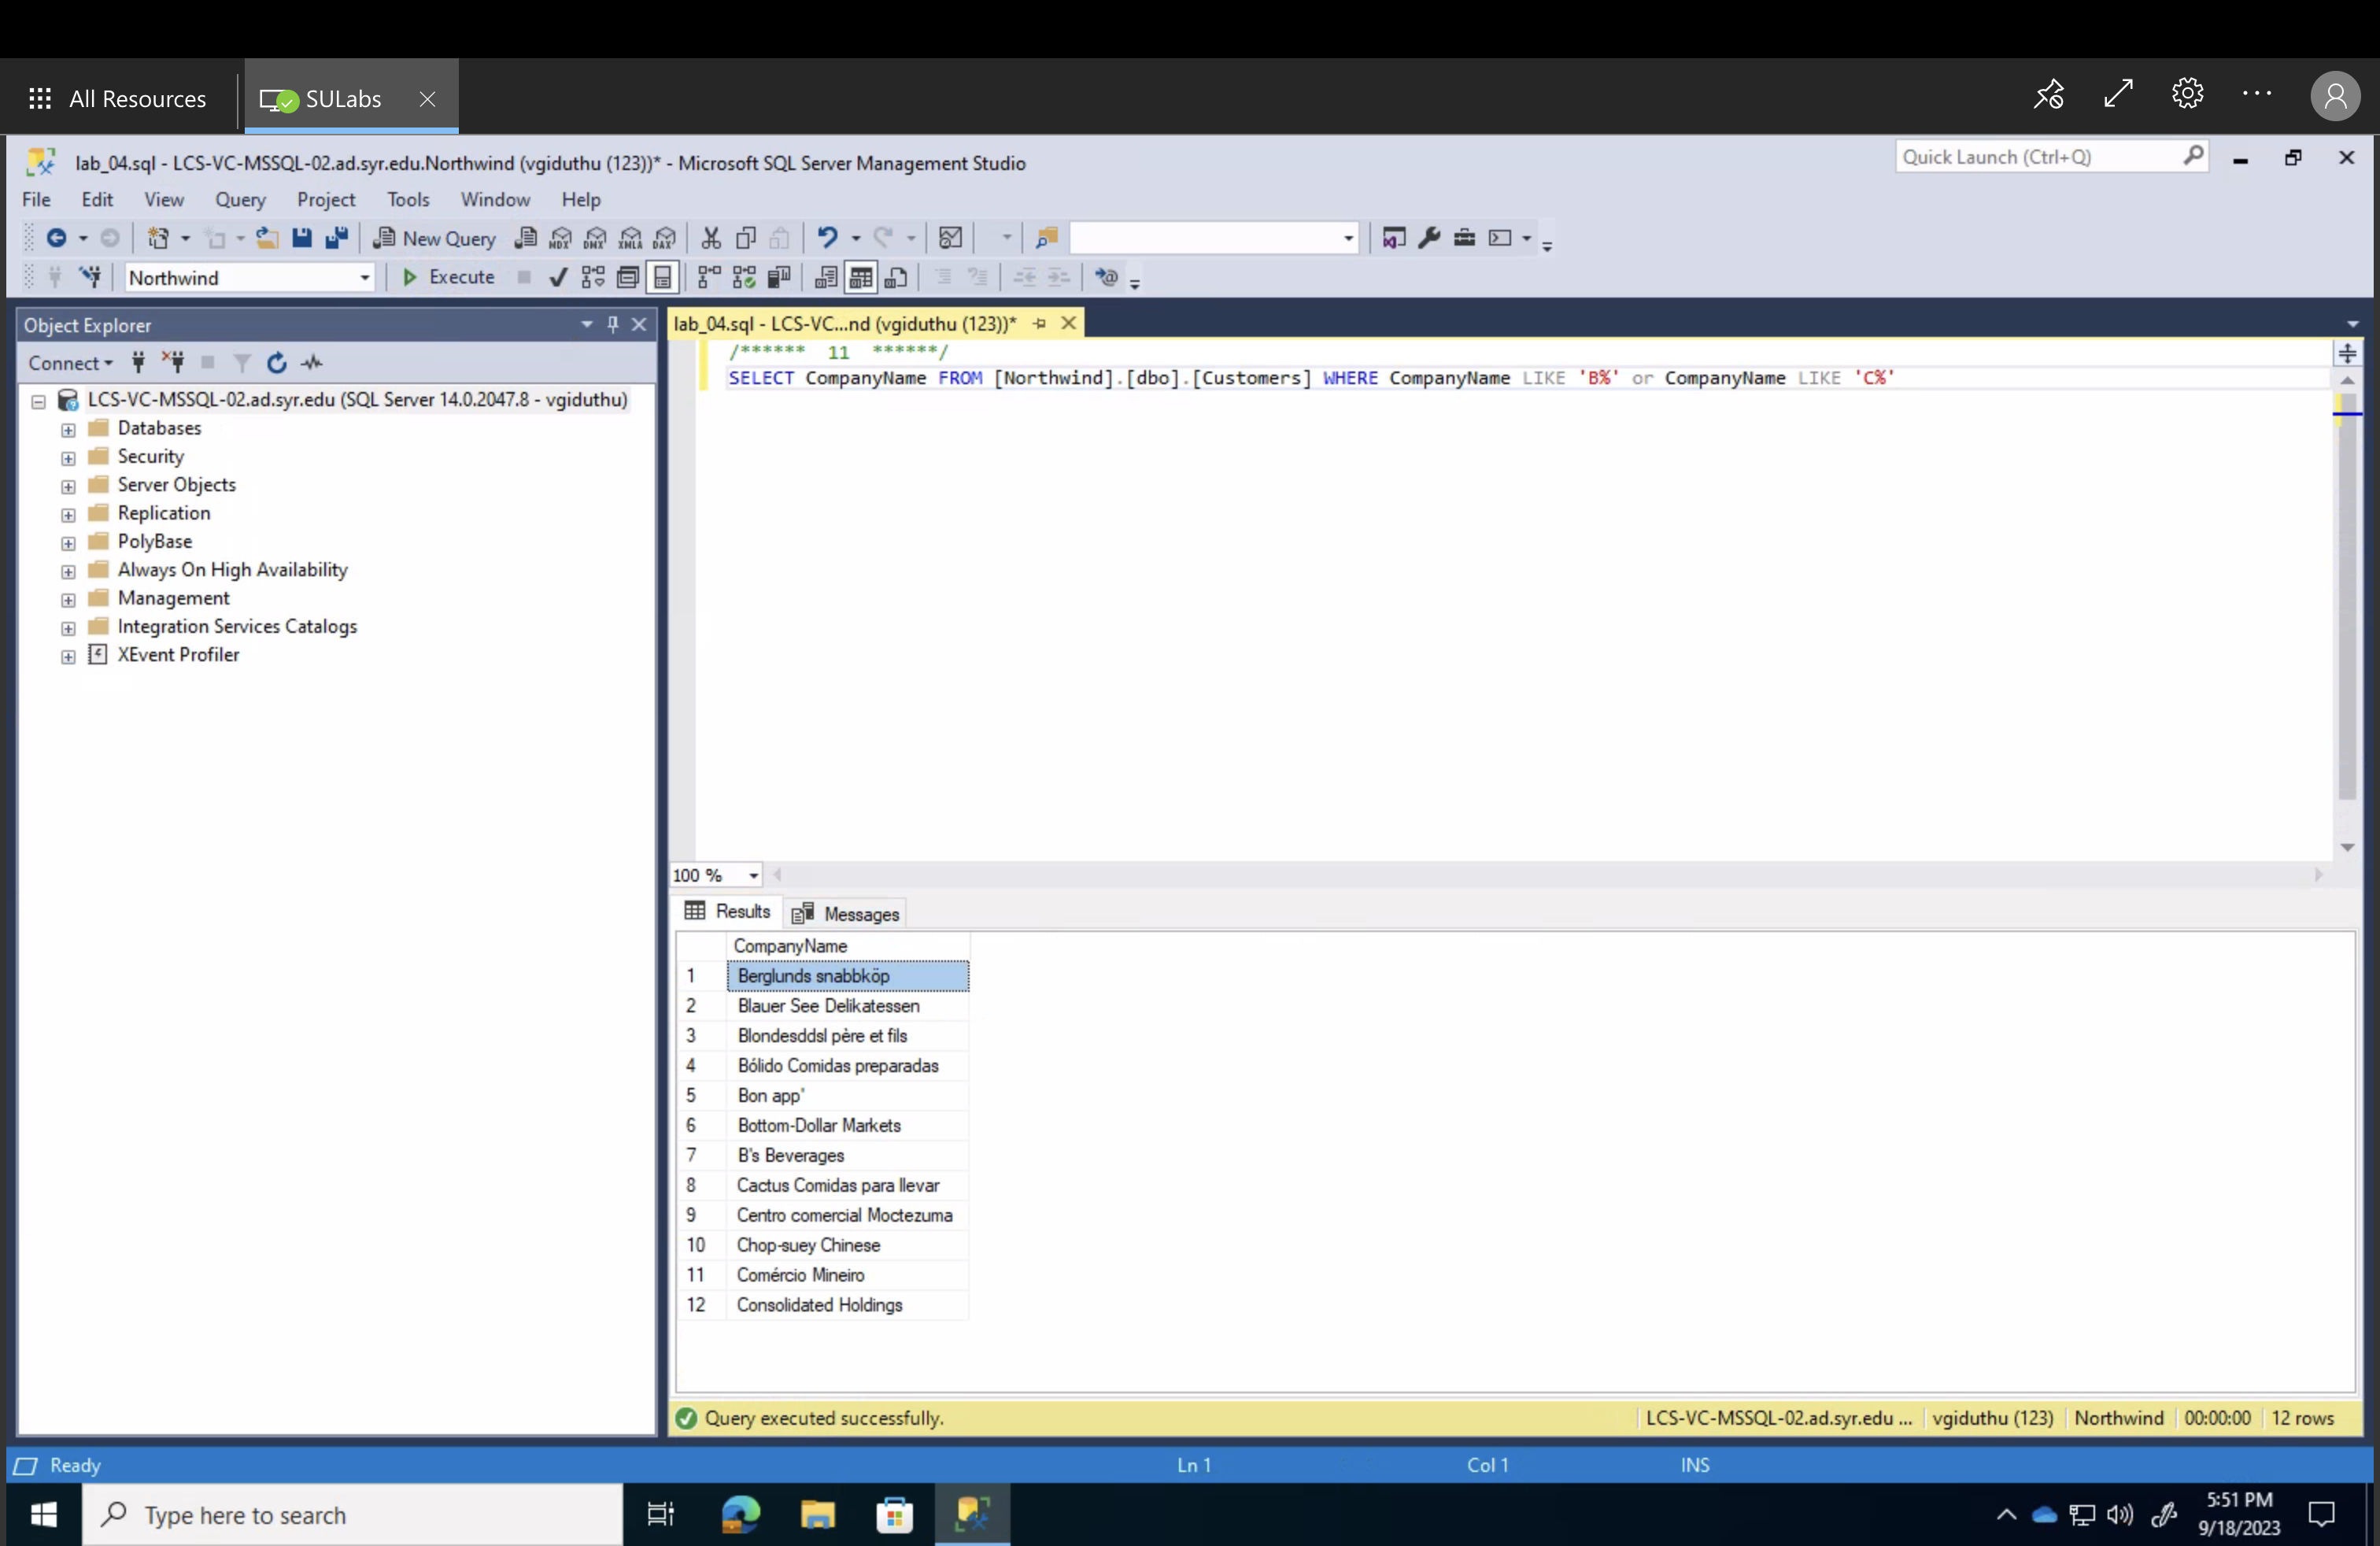 All Resources
SULabs
lab_04.sql - LCS-VC-MSSQL-02.ad.syr.edu.Northwind (vgiduthu (123))* - Microsoft SQL Server Management Studio
Quick Launch (Ctrl+Q)
File Edit View Query Project Tools Window Help
New Query MDX DMX XMLA DAX
Northwind Execute
Object Explorer
lab_04.sql - LCS-VC...nd (vgiduthu (123))*
Connect
/****** 11 ******/
SELECT CompanyName FROM [Northwind].[dbo].[Customers] WHERE CompanyName LIKE 'B%' or CompanyName LIKE 'C%'
LCS-VC-MSSQL-02.ad.syr.edu (SQL Server 14.0.2047.8 - vgiduthu)
Databases
Security
Server Objects
Replication
PolyBase
Always On High Availability
Management
Integration Services Catalogs
XEvent Profiler
100 %
Results Messages
CompanyName
1 Berglunds snabbköp
2 Blauer See Delikatessen
3 Blondesddsl père et fils
4 Bólido Comidas preparadas
5 Bon app'
6 Bottom-Dollar Markets
7 B's Beverages
8 Cactus Comidas para llevar
9 Centro comercial Moctezuma
10 Chop-suey Chinese
11 Comércio Mineiro
12 Consolidated Holdings
Query executed successfully. LCS-VC-MSSQL-02.ad.syr.edu ... vgiduthu (123) Northwind 00:00:00 12 rows
Ready Ln 1 Col 1 INS
Type here to search
5:51 PM
9/18/2023